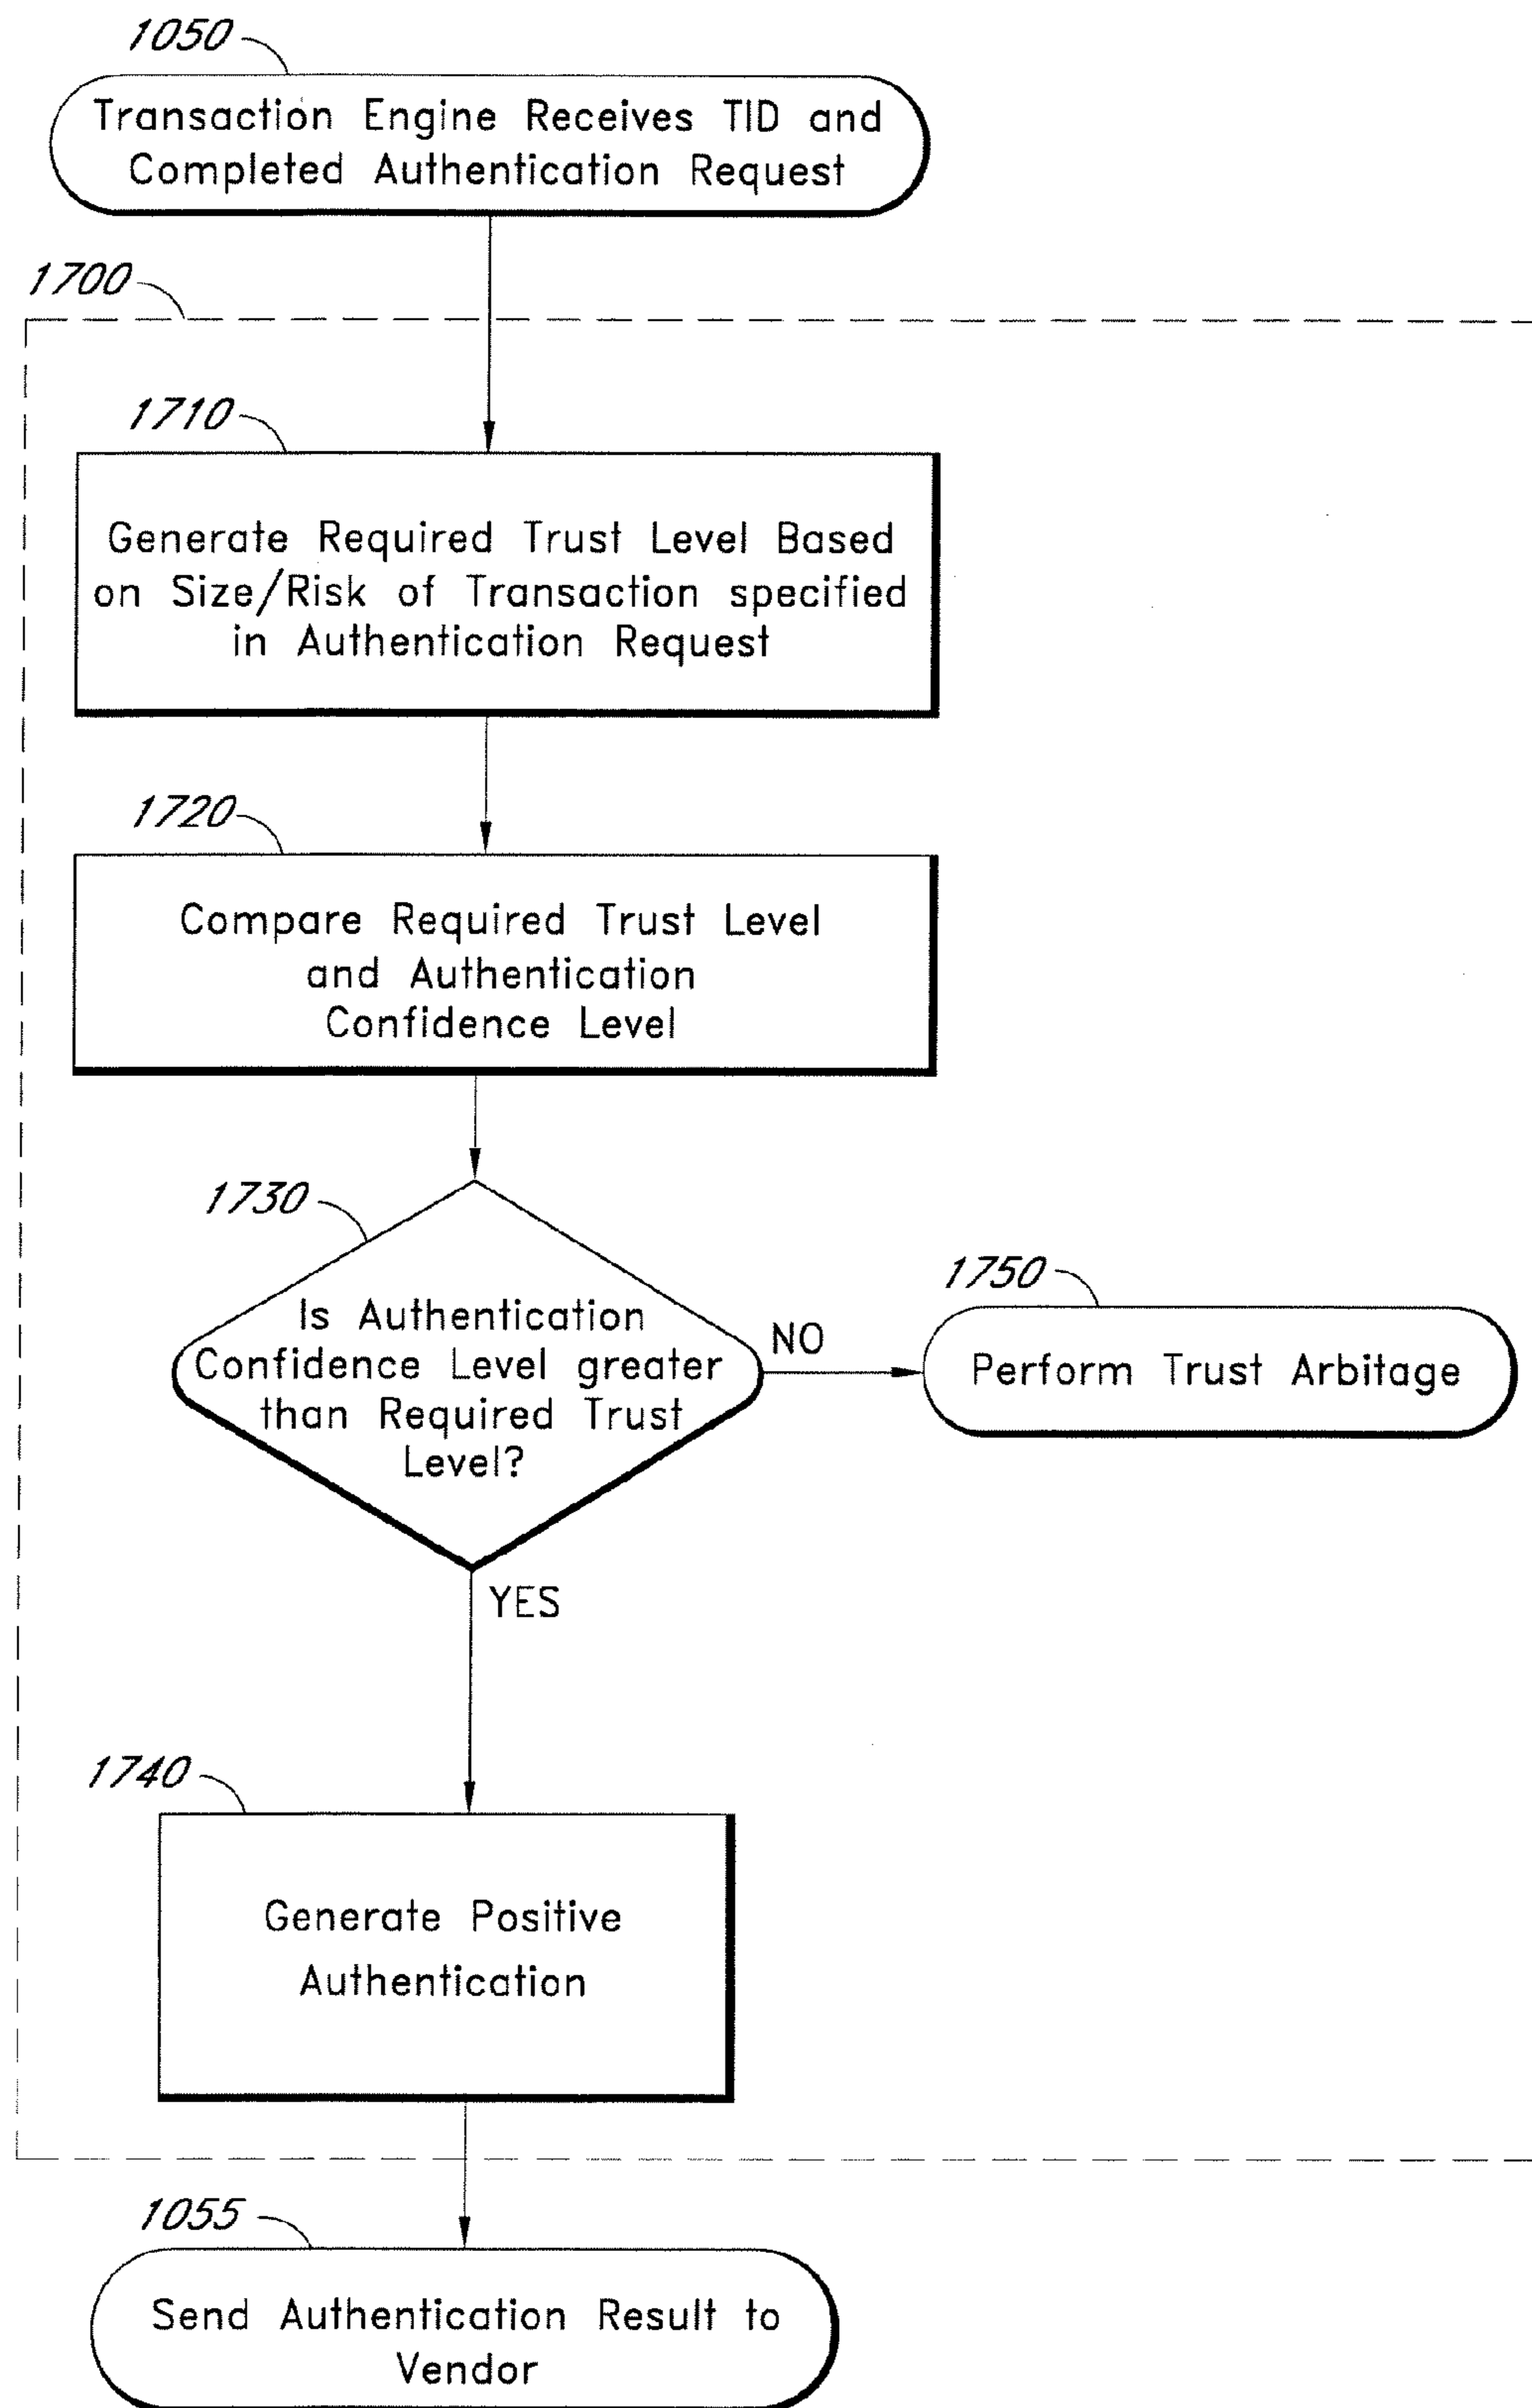 1050
Transaction Engine Receives TID and
Completed Authentication Request
1700
1710
Generate Required Trust Level Based
on Size/Risk of Transaction specified
in Authentication Request
1720
Compare Required Trust Level
and Authentication
Confidence Level
1730
Is Authentication
Confidence Level greater
than Required Trust
Level?
NO
1750
Perform Trust Arbitage
YES
1740
Generate Positive
Authentication
1055
Send Authentication Result to
Vendor